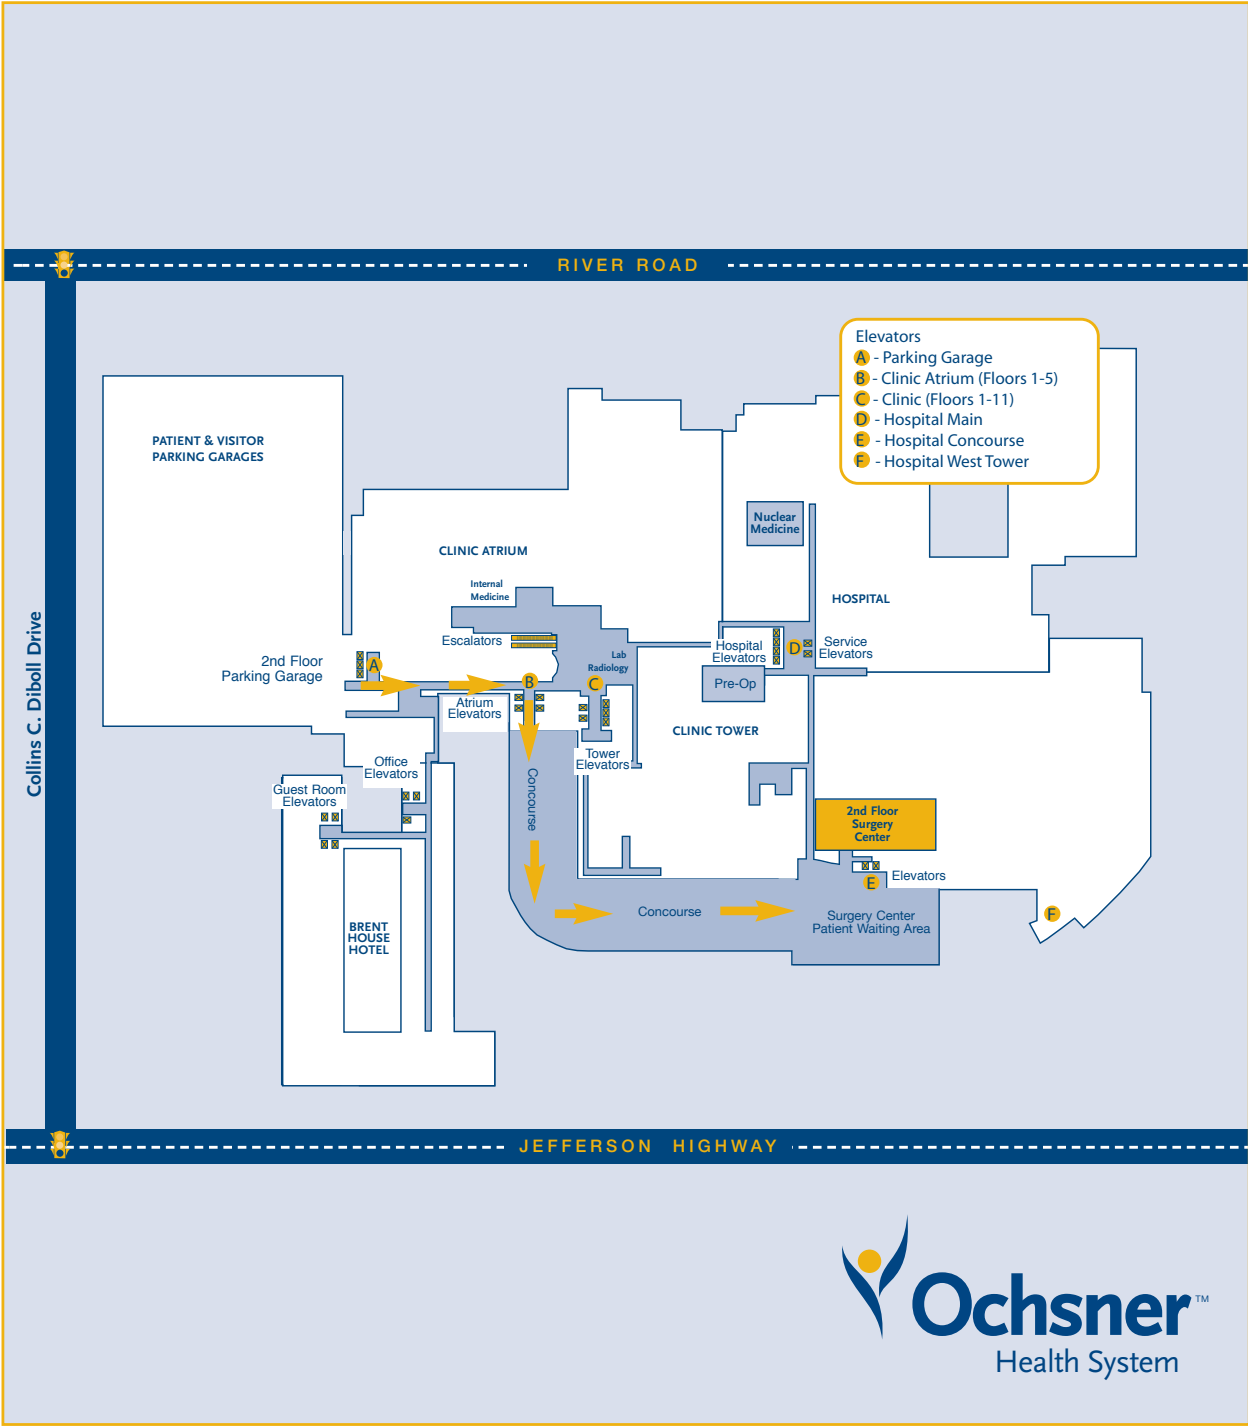 RIVER ROAD
Elevators
A - Parking Garage
B - Clinic Atrium (Floors 1-5)
C - Clinic (Floors 1-11)
D - Hospital Main
E - Hospital Concourse
F - Hospital West Tower
PATIENT & VISITOR
PARKING GARAGES
Nuclear
Medicine
CLINIC ATRIUM
Internal
Medicine
HOSPITAL
Escalators
Hospital
Elevators
D
Service
Elevators
Lab
Radiology
2nd Floor
Parking Garage
A
B
C
Pre-Op
Atrium
Elevators
CLINIC TOWER
Collins C. Diboll Drive
Office
Elevators
Tower
Elevators
Guest Room
Elevators
Concourse
2nd Floor
Surgery
Center
Elevators
E
Concourse
Surgery Center
Patient Waiting Area
F
BRENT
HOUSE
HOTEL
JEFFERSON HIGHWAY
Ochsner™
Health System